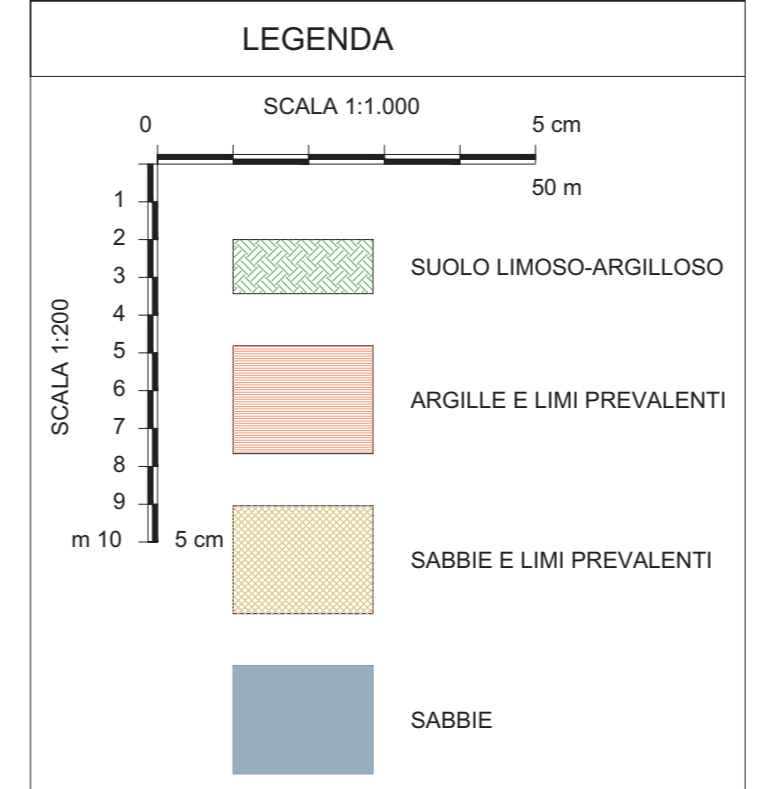 LEGENDA
SCALA 1:1.000
0
5 cm
50 m
SCALA 1:200
1
2
3
4
5
6
7
8
9
m 10
5 cm
SUOLO LIMOSO-ARGILLOSO
ARGILLE E LIMI PREVALENTI
SABBIE E LIMI PREVALENTI
SABBIE